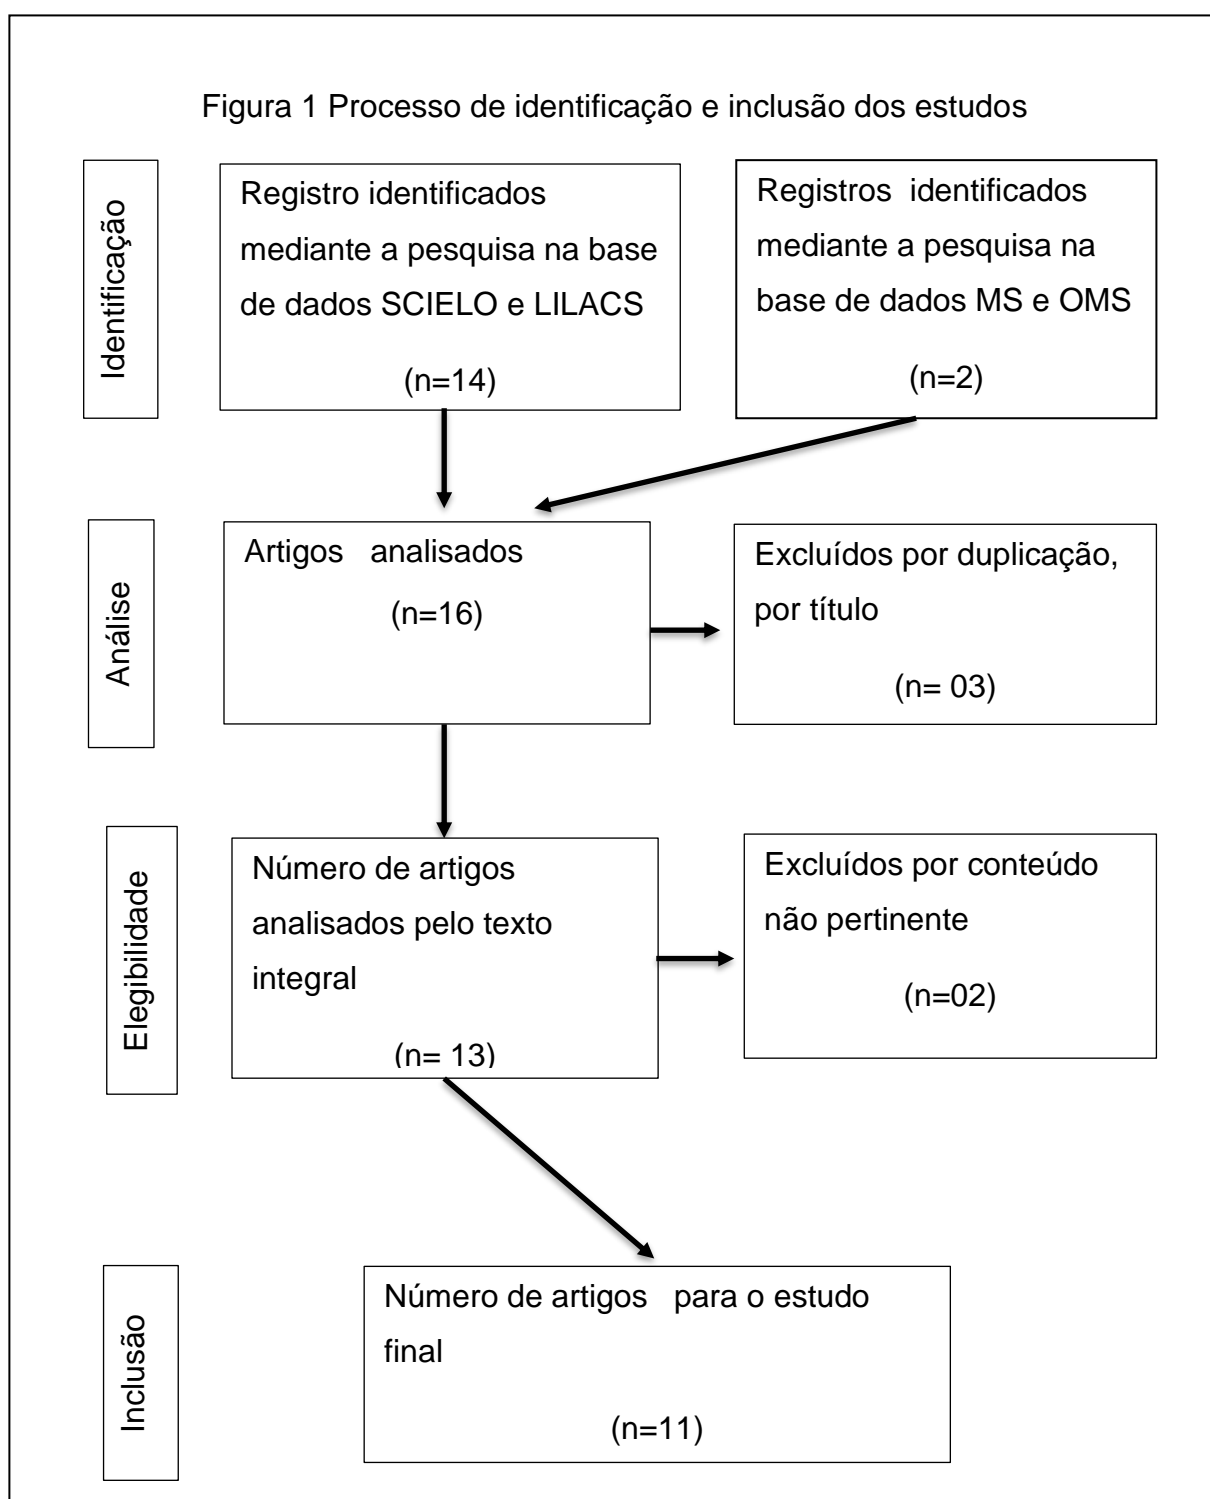 Figura 1 Processo de identificação e inclusão dos estudos
Identificação
Registro identificados
mediante a pesquisa na base
de dados SCIELO e LILACS
(n=14)
Registros identificados
mediante a pesquisa na
base de dados MS e OMS
(n=2)
Análise
Artigos analisados
(n=16)
Excluídos por duplicação,
por título
(n= 03)
Elegibilidade
Número de artigos
analisados pelo texto
integral
(n= 13)
Excluídos por conteúdo
não pertinente
(n=02)
Inclusão
Número de artigos para o estudo
final
(n=11)